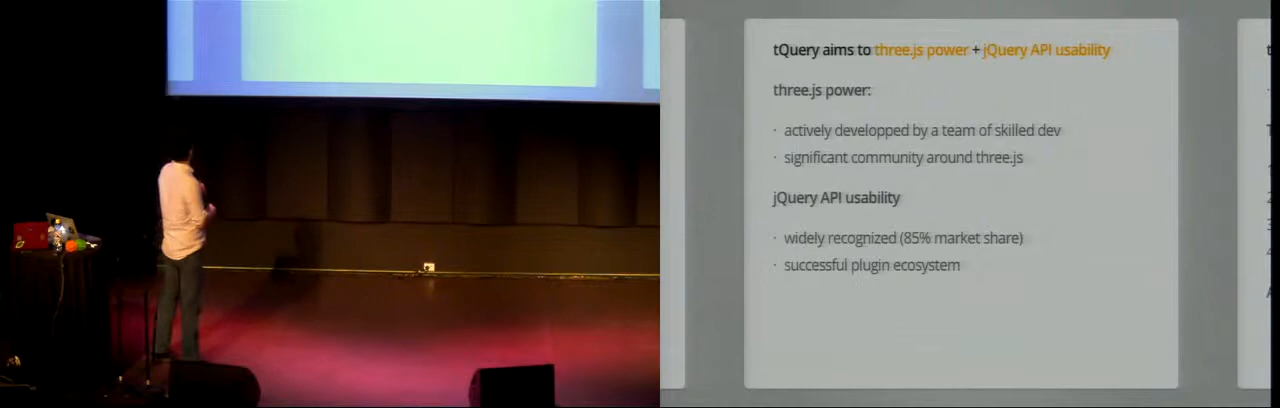 tQuery aims to three.js power + jQuery API usability
three.js power:
· actively developped by a team of skilled dev
· significant community around three.js
jQuery API usability
· widely recognized (85% market share)
· successful plugin ecosystem